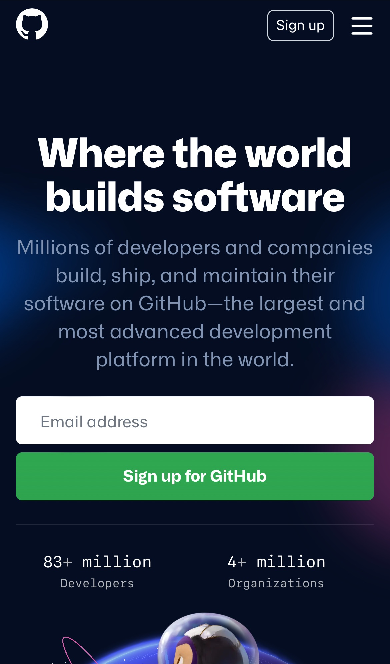 Sign up
Where the world
builds software
Millions of developers and companies
build, ship, and maintain their
software on GitHub—the largest and
most advanced development
platform in the world.
Email address
Sign up for GitHub
83+ million
4+ million
Developers
Organizations